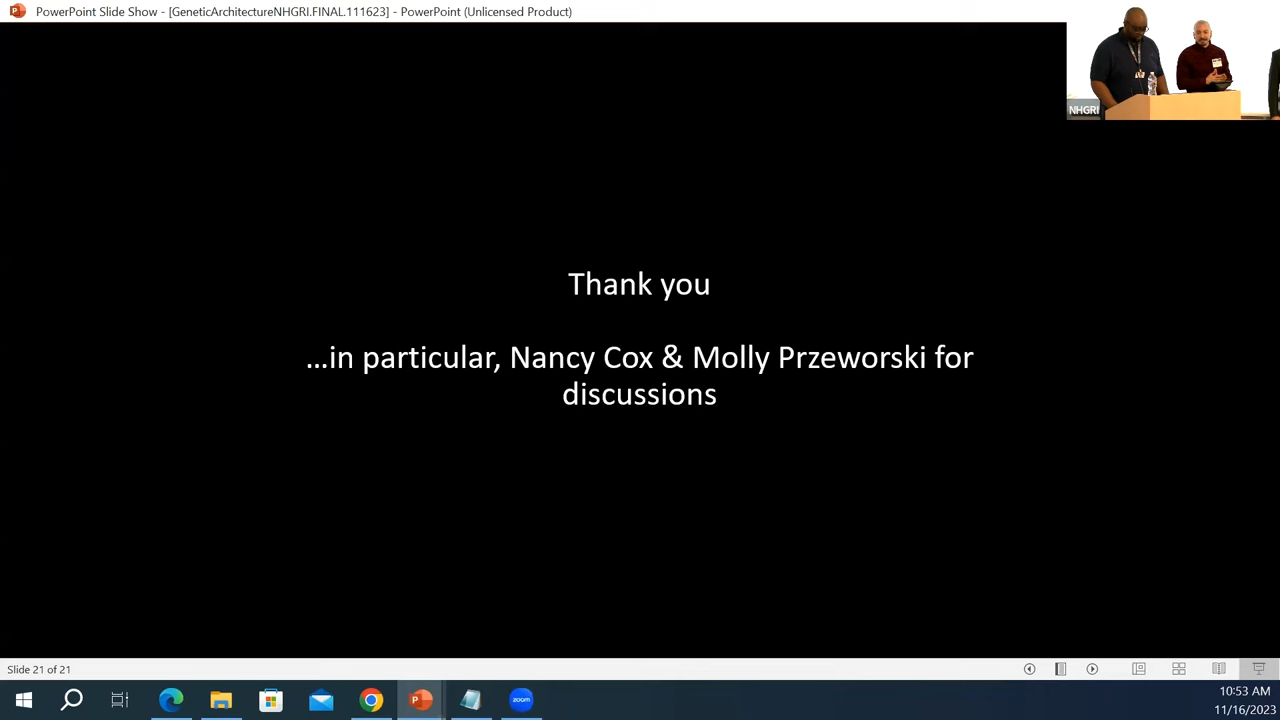 PowerPoint Slide Show - [GeneticArchitectureNHGRI.FINAL.111623] - PowerPoint (Unlicensed Product)
NHGRI
Thank you
...in particular, Nancy Cox & Molly Przeworski for
discussions
Slide 21 of 21
zoom
10:53 AM
11/16/2023